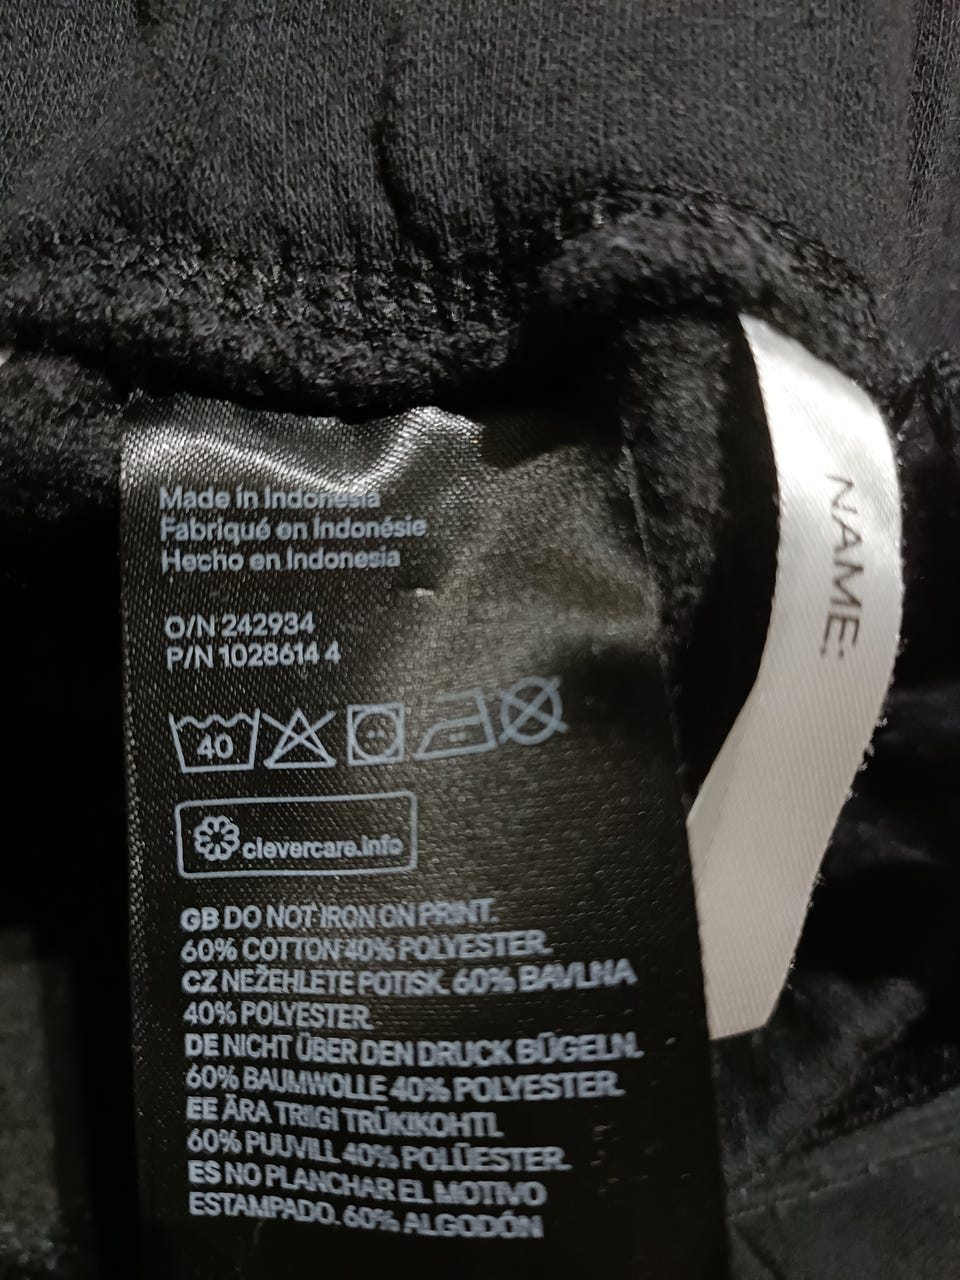 Made in Indonesia
Fabriqué en Indonésie
Hecho en Indonesia
O/N 242934
P/N 1028614 4
40
clevercare.info
GB DO NOT IRON ON PRINT.
60% COTTON 40% POLYESTER.
CZ NEŽEHLETE POTISK. 60% BAVLNA
40% POLYESTER.
DE NICHT ÜBER DEN DRUCK BÜGELN.
60% BAUMWOLLE 40% POLYESTER.
EE ÄRA TRIIGI TRÜKIKOHTI.
60% PUUVILL 40% POLÜESTER.
ES NO PLANCHAR EL MOTIVO
ESTAMPADO. 60% ALGODÓN
NAME: